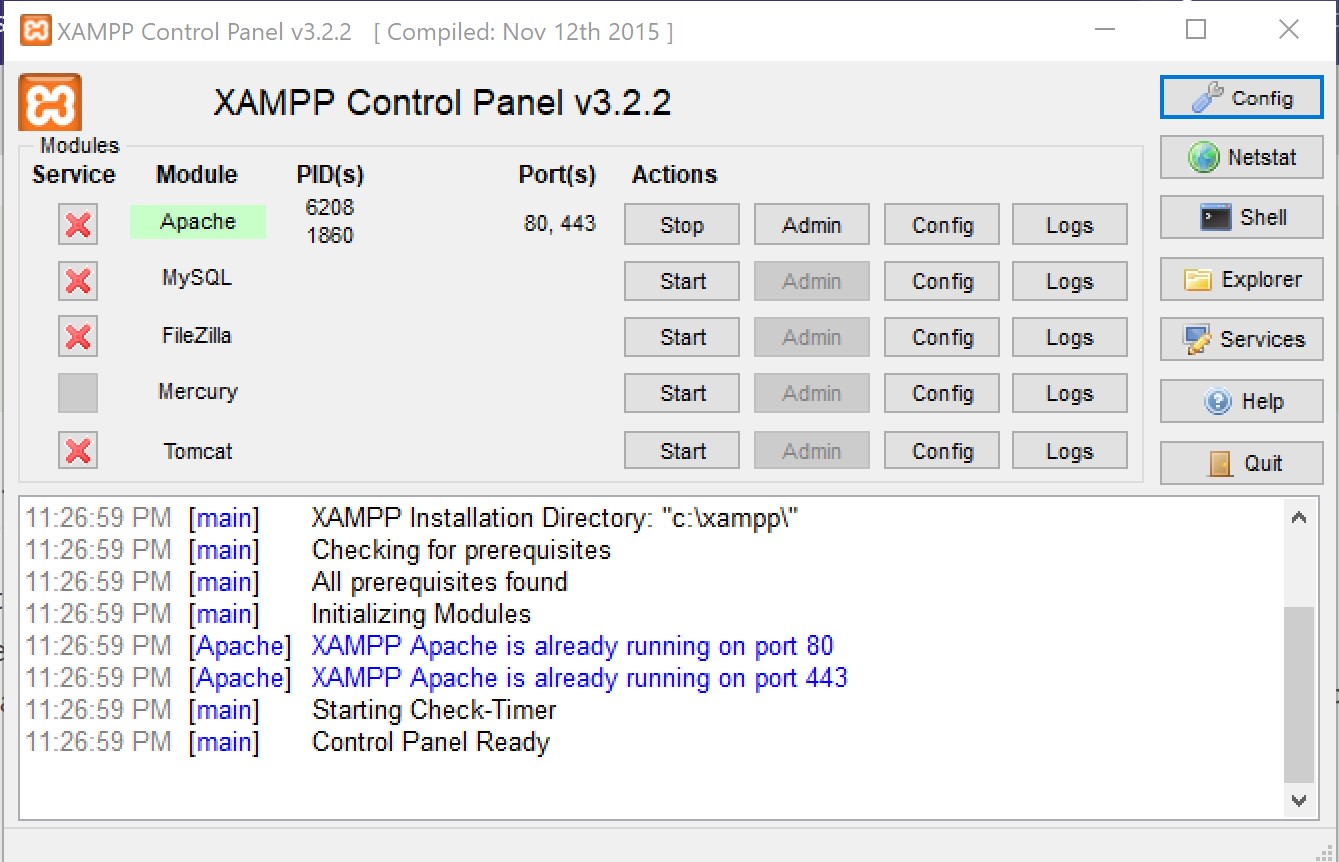 XAMPP Control Panel v3.2.2 [ Compiled: Nov 12th 2015 ]
XAMPP Control Panel v3.2.2
Config
Modules
Service Module PID(s) Port(s) Actions
Netstat
Apache 6208 1860 80, 443 Stop Admin Config Logs
Shell
MySQL Start Admin Config Logs
Explorer
FileZilla Start Admin Config Logs
Services
Mercury Start Admin Config Logs
Help
Tomcat Start Admin Config Logs
Quit
11:26:59 PM [main] XAMPP Installation Directory: "c:\xampp\"
11:26:59 PM [main] Checking for prerequisites
11:26:59 PM [main] All prerequisites found
11:26:59 PM [main] Initializing Modules
11:26:59 PM [Apache] XAMPP Apache is already running on port 80
11:26:59 PM [Apache] XAMPP Apache is already running on port 443
11:26:59 PM [main] Starting Check-Timer
11:26:59 PM [main] Control Panel Ready